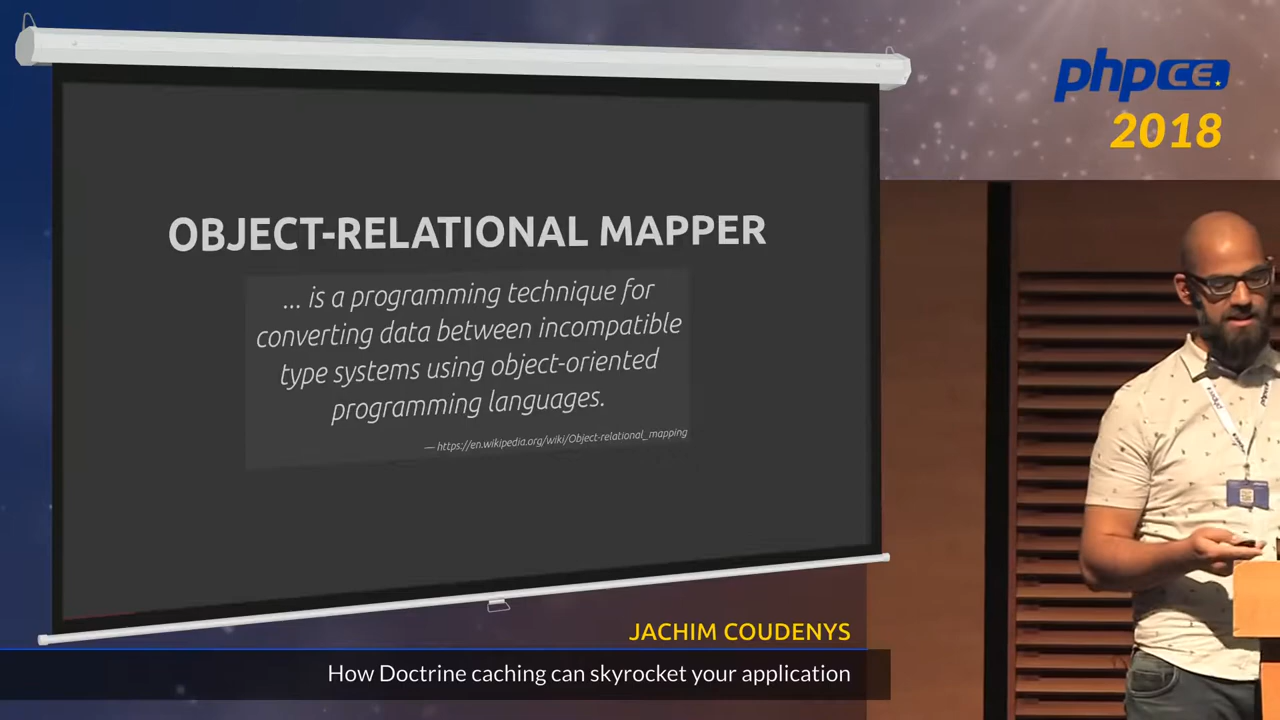 phpCE
2018
OBJECT-RELATIONAL MAPPER
... is a programming technique for
converting data between incompatible
type systems using object-oriented
programming languages.
— https://en.wikipedia.org/wiki/Object-relational_mapping
JACHIM COUDENYS
How Doctrine caching can skyrocket your application